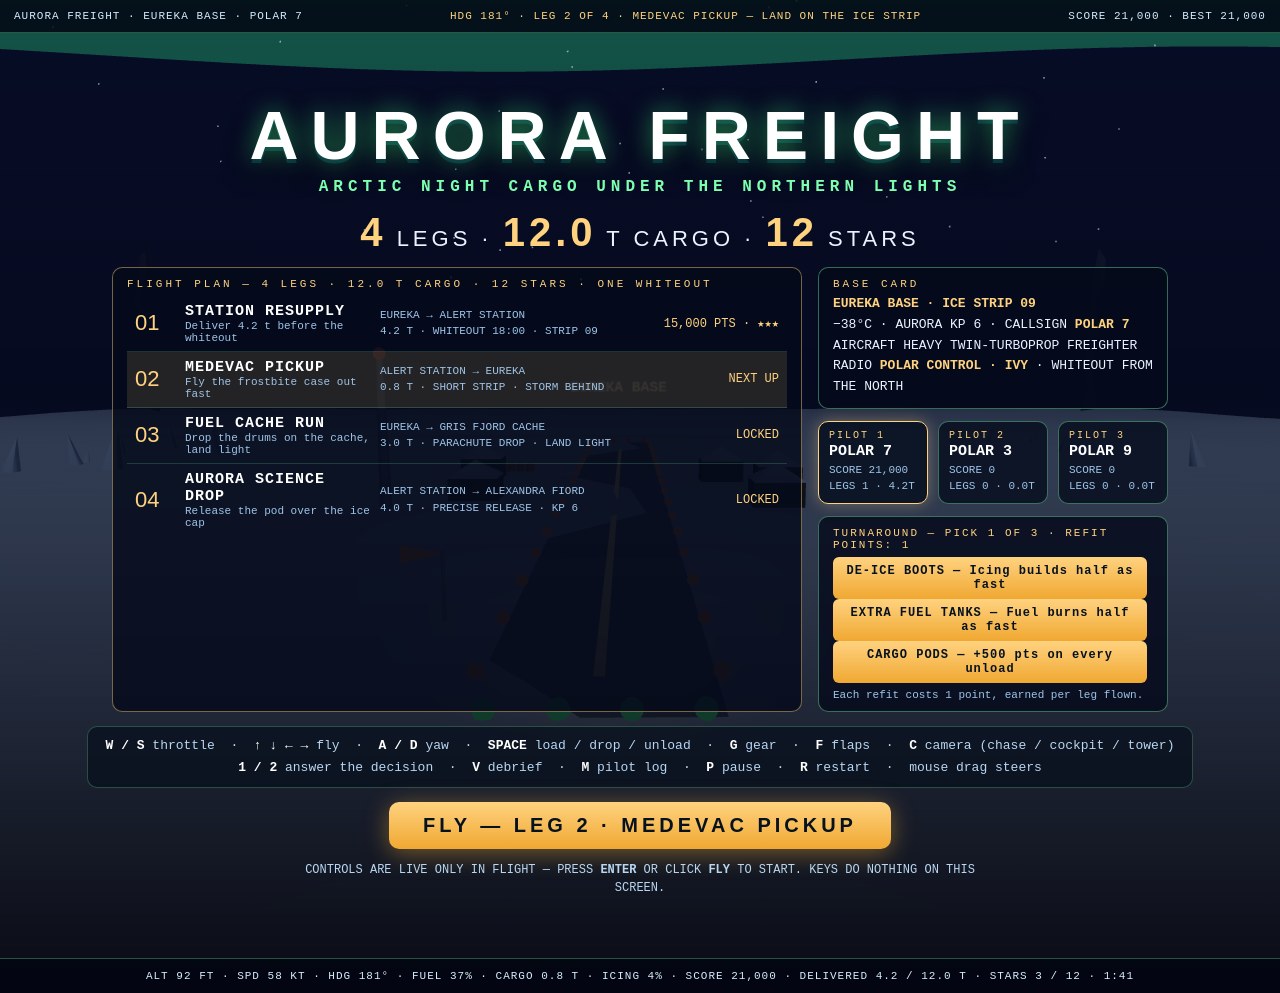 AURORA FREIGHT · EUREKA BASE · POLAR 7
HDG 181° · LEG 2 OF 4 · MEDEVAC PICKUP — LAND ON THE ICE STRIP
SCORE 21,000 · BEST 21,000
AURORA FREIGHT
ARCTIC NIGHT CARGO UNDER THE NORTHERN LIGHTS
4 LEGS · 12.0 T CARGO · 12 STARS
FLIGHT PLAN — 4 LEGS · 12.0 T CARGO · 12 STARS · ONE WHITEOUT
01
STATION RESUPPLY
Deliver 4.2 t before the
whiteout
EUREKA → ALERT STATION
4.2 T · WHITEOUT 18:00 · STRIP 09
15,000 PTS · ★★★
02
MEDEVAC PICKUP
Fly the frostbite case out
fast
ALERT STATION → EUREKA
0.8 T · SHORT STRIP · STORM BEHIND
NEXT UP
03
FUEL CACHE RUN
Drop the drums on the cache,
land light
EUREKA → GRIS FJORD CACHE
3.0 T · PARACHUTE DROP · LAND LIGHT
LOCKED
04
AURORA SCIENCE
DROP
Release the pod over the ice
cap
ALERT STATION → ALEXANDRA FIORD
4.0 T · PRECISE RELEASE · KP 6
LOCKED
BASE CARD
EUREKA BASE · ICE STRIP 09
−38°C · AURORA KP 6 · CALLSIGN POLAR 7
AIRCRAFT HEAVY TWIN-TURBOPROP FREIGHTER
RADIO POLAR CONTROL · IVY · WHITEOUT FROM
THE NORTH
PILOT 1
POLAR 7
SCORE 21,000
LEGS 1 · 4.2T
PILOT 2
POLAR 3
SCORE 0
LEGS 0 · 0.0T
PILOT 3
POLAR 9
SCORE 0
LEGS 0 · 0.0T
TURNAROUND — PICK 1 OF 3 · REFIT
POINTS: 1
DE-ICE BOOTS — Icing builds half as
fast
EXTRA FUEL TANKS — Fuel burns half
as fast
CARGO PODS — +500 pts on every
unload
Each refit costs 1 point, earned per leg flown.
W / S throttle · ↑ ↓ ← → fly · A / D yaw · SPACE load / drop / unload · G gear · F flaps · C camera (chase / cockpit / tower)
1 / 2 answer the decision · V debrief · M pilot log · P pause · R restart · mouse drag steers
FLY — LEG 2 · MEDEVAC PICKUP
CONTROLS ARE LIVE ONLY IN FLIGHT — PRESS ENTER OR CLICK FLY TO START. KEYS DO NOTHING ON THIS
SCREEN.
ALT 92 FT · SPD 58 KT · HDG 181° · FUEL 37% · CARGO 0.8 T · ICING 4% · SCORE 21,000 · DELIVERED 4.2 / 12.0 T · STARS 3 / 12 · 1:41